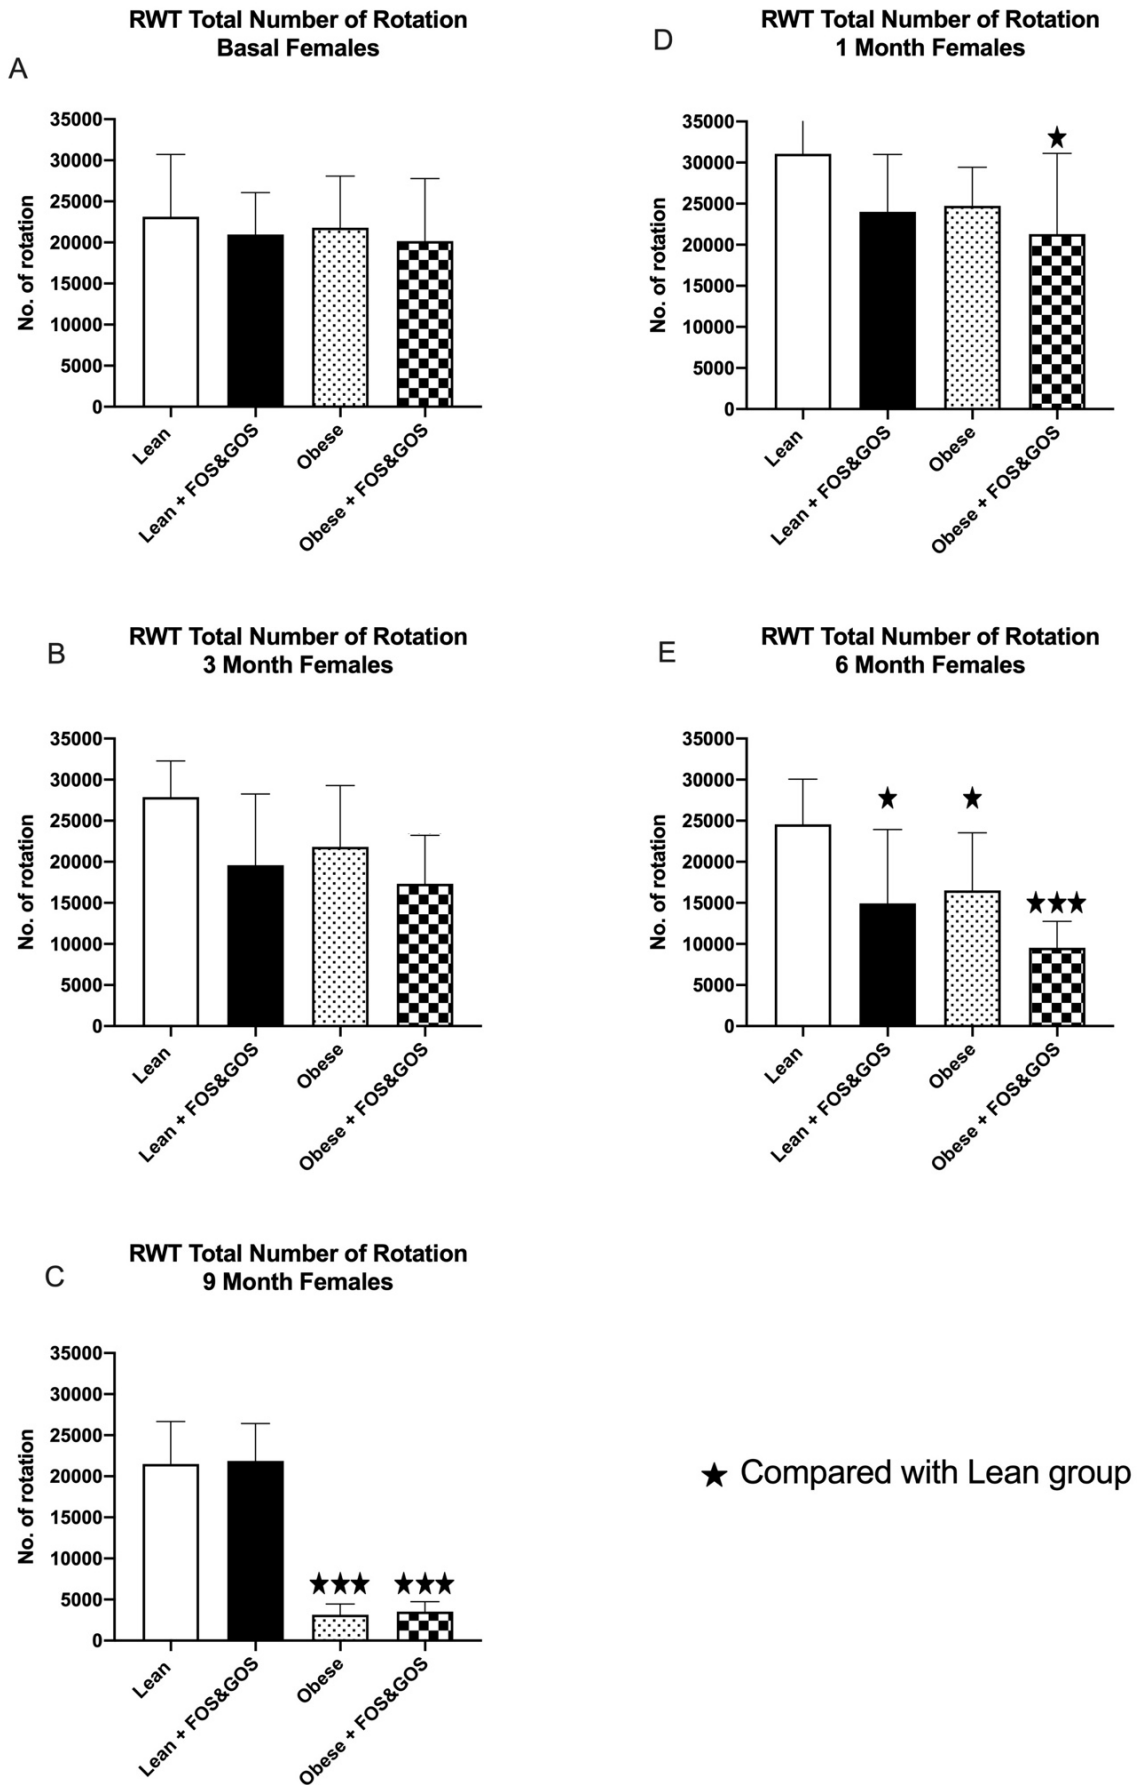 A
RWT Total Number of Rotation
Basal Females
No. of rotation
35000
30000
25000
20000
15000
10000
5000
0
Lean
Lean + FOS&GOS
Obese
Obese + FOS&GOS
D
RWT Total Number of Rotation
1 Month Females
No. of rotation
35000
30000
25000
20000
15000
10000
5000
0
Lean
Lean + FOS&GOS
Obese
Obese + FOS&GOS
B
RWT Total Number of Rotation
3 Month Females
No. of rotation
35000
30000
25000
20000
15000
10000
5000
0
Lean
Lean + FOS&GOS
Obese
Obese + FOS&GOS
E
RWT Total Number of Rotation
6 Month Females
No. of rotation
35000
30000
25000
20000
15000
10000
5000
0
Lean
Lean + FOS&GOS
Obese
Obese + FOS&GOS
C
RWT Total Number of Rotation
9 Month Females
No. of rotation
35000
30000
25000
20000
15000
10000
5000
0
Lean
Lean + FOS&GOS
Obese
Obese + FOS&GOS
★ Compared with Lean group